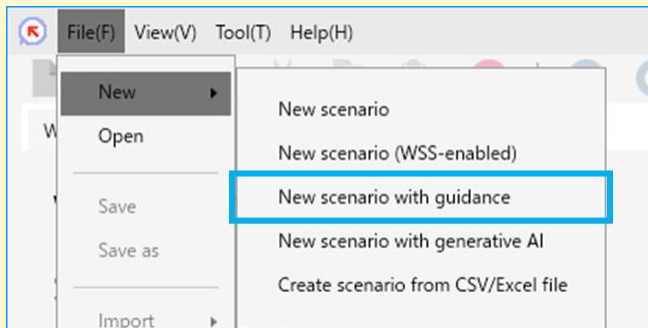 File(F) View(V) Tool(T) Help(H)
New
Open
Save
Save as
Import
New scenario
New scenario (WSS-enabled)
New scenario with guidance
New scenario with generative AI
Create scenario from CSV/Excel file